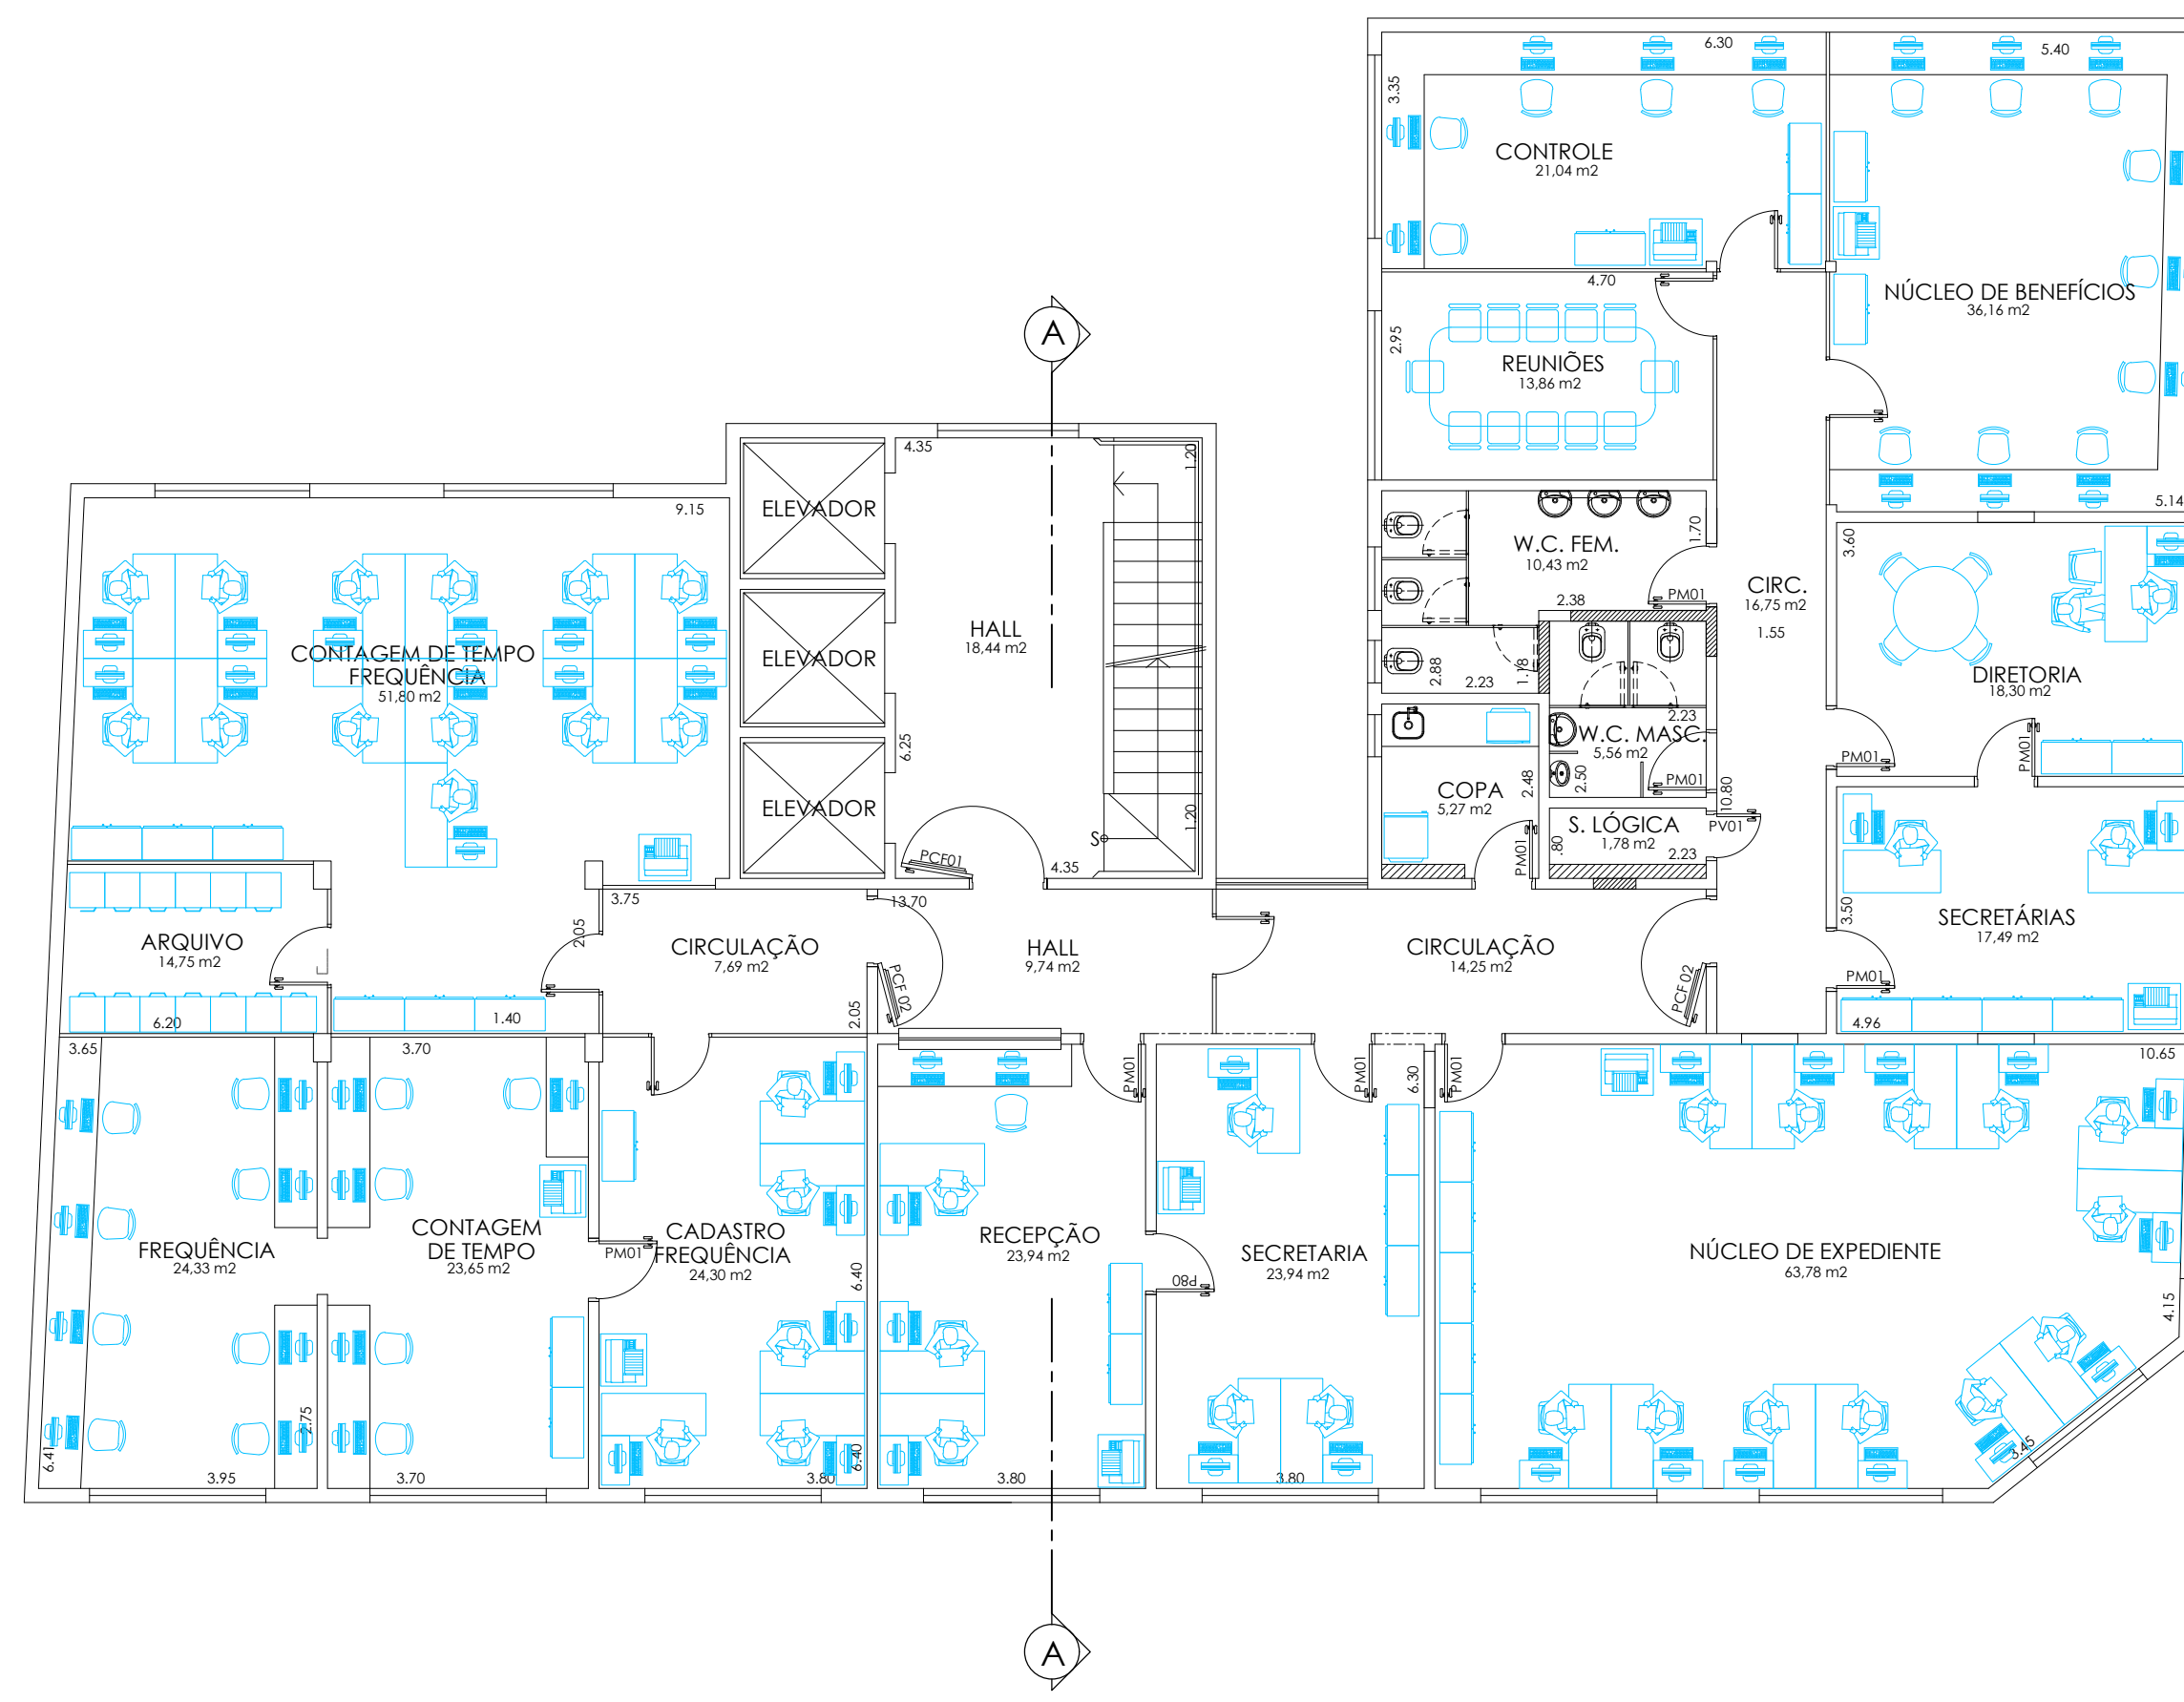 6.30
5.40
3.35
CONTROLE
21,04 m2
4.70
NÚCLEO DE BENEFÍCIOS
36,16 m2
A
2.95
REUNIÕES
13,86 m2
4.35
1.20
9.15
ELEVADOR
5.14
1.70
3.60
W.C. FEM.
10,43 m2
CIRC.
16,75 m2
1.55
PM01
2.38
HALL
18,44 m2
CONTAGEM DE TEMPO
FREQUÊNCIA
51,80 m2
ELEVADOR
2.88
2.23
1.18
DIRETORIA
18,30 m2
2.23
W.C. MASC.
5,56 m2
6.25
PM01
PM01
2.50
PM01
COPA
5,27 m2
2.48
10.80
ELEVADOR
S
1.20
S. LÓGICA
1,78 m2
PV01
.80
2.23
PCF01
4.35
PM01
3.75
13.70
2.05
3.50
SECRETÁRIAS
17,49 m2
ARQUIVO
14,75 m2
CIRCULAÇÃO
7,69 m2
HALL
9,74 m2
CIRCULAÇÃO
14,25 m2
PCF 02
PCF 02
PM01
6.20
1.40
2.05
4.96
3.65
3.70
10.65
PM01
PM01
6.30
PM01
FREQUÊNCIA
24,33 m2
CONTAGEM
DE TEMPO
23,65 m2
PM01
CADASTRO
FREQUÊNCIA
24,30 m2
6.40
RECEPÇÃO
23,94 m2
P80
SECRETARIA
23,94 m2
NÚCLEO DE EXPEDIENTE
63,78 m2
4.15
2.75
6.41
3.95
3.70
3.80
6.40
3.80
3.80
3.45
A